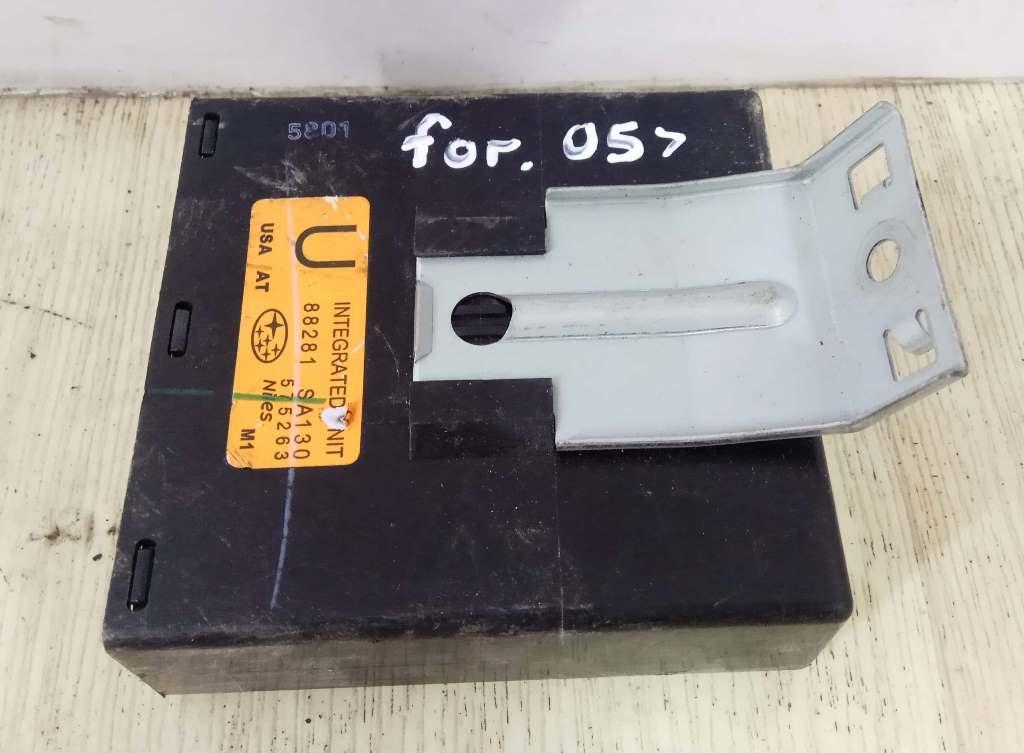 5801
for. 05>
U
USA AT
INTEGRATED UNIT
88281 SA130
575263
Niles M1